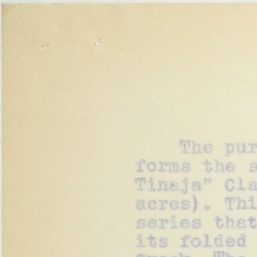 The pur
forms the s
Tinaja" Cla
acres). Thi
series that
its folded